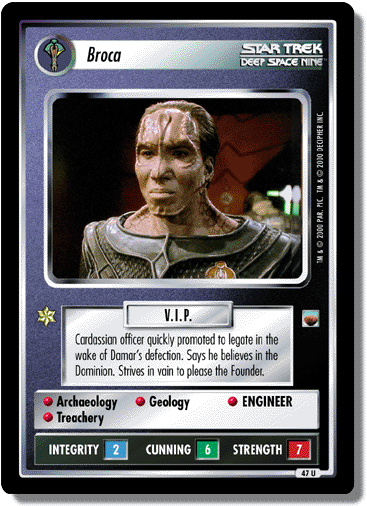 Broca
STAR TREK
DEEP SPACE NINE™
™ & © 2000 PAR. PIC. TM & © 2000 DECIPHER INC.
V.I.P.
Cardassian officer quickly promoted to legate in the
wake of Damar's defection. Says he believes in the
Dominion. Strives in vain to please the Founder.
Archaeology Geology ENGINEER
Treachery
INTEGRITY 2 CUNNING 6 STRENGTH 7
47 U